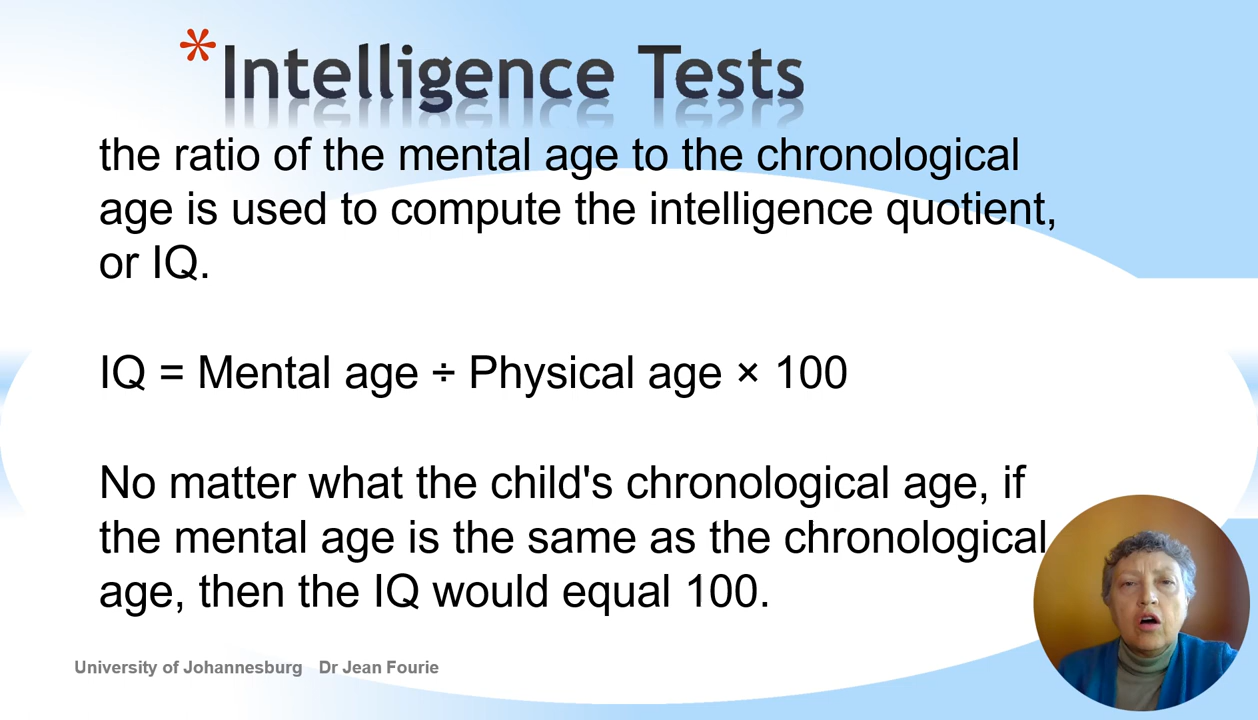 *Intelligence Tests
the ratio of the mental age to the chronological
age is used to compute the intelligence quotient,
or IQ.
IQ = Mental age ÷ Physical age × 100
No matter what the child's chronological age, if
the mental age is the same as the chronological
age, then the IQ would equal 100.
University of Johannesburg Dr Jean Fourie